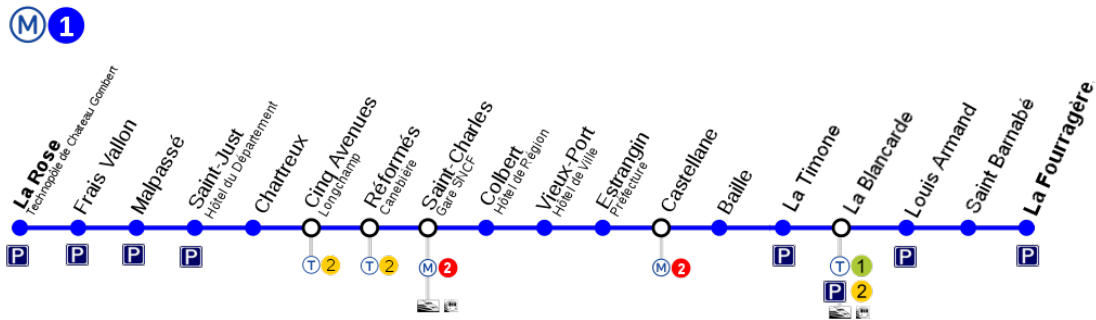 M 1
La Rose
Technopôle de Chateau Gombert
Frais Vallon
Malpassé
Saint-Just
Hôtel du Département
Chartreux
Cinq Avenues
Longchamp
Réformés
Canebière
Saint-Charles
Gare SNCF
Colbert
Hôtel de Région
Vieux-Port
Hôtel de Ville
Estrangin
Préfecture
Castellane
Baille
La Timone
La Blancarde
Louis Armand
Saint Barnabé
La Fourragère
P
P
P
P
T 2
T 2
M 2
M 2
P
T 1
P 2
P
P